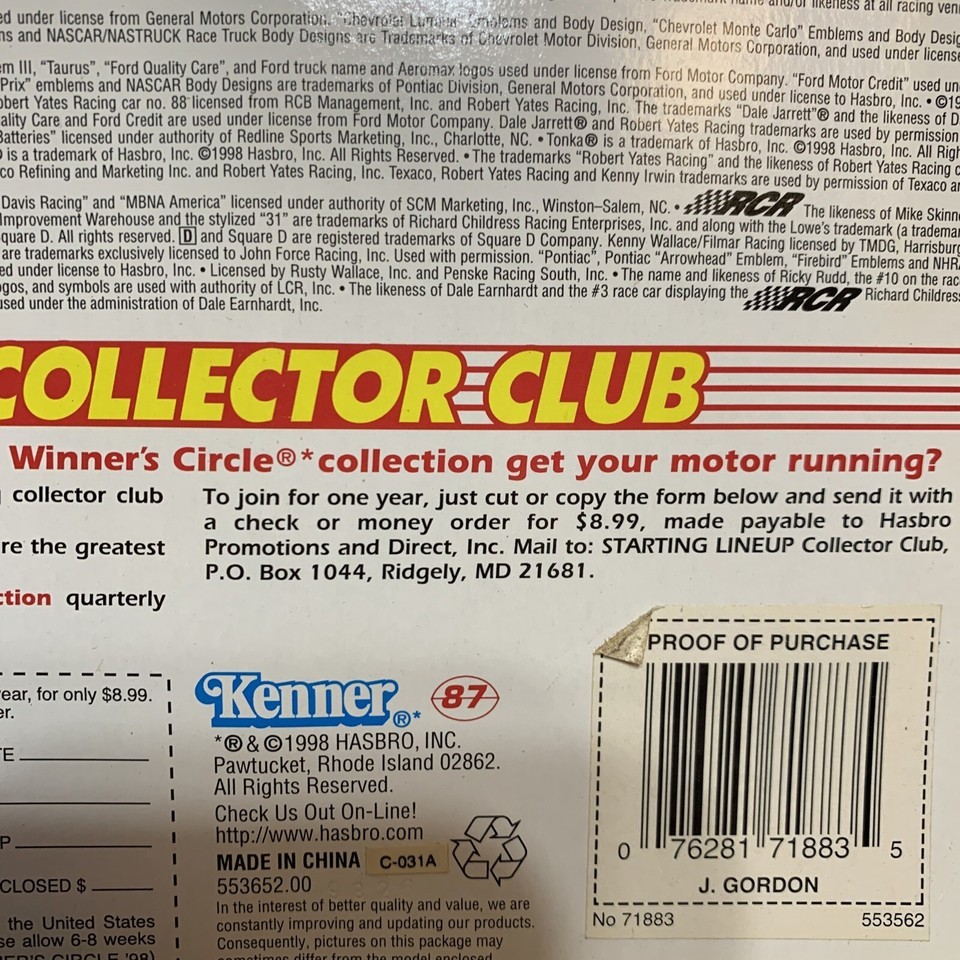 ed under license from General Motors Corporation. "Chevrolet Lumina" Emblems and Body Design, "Chevrolet Monte Carlo" Emblems and Body
ns and NASCAR/NASTRUCK Race Truck Body Designs are Trademarks of Chevrolet Motor Division, General Motors Corporation, and used under license
em III, "Taurus", "Ford Quality Care", and Ford truck name and Aeromax logos used under license from Ford Motor Company. "Ford Motor Credit" used
Prix" emblems and NASCAR Body Designs are trademarks of Pontiac Division, General Motors Corporation, and used under license to Hasbro, Inc. • ©19
obert Yates Racing car no. 88 licensed from RCB Management, Inc. and Robert Yates Racing, Inc. The trademarks "Dale Jarrett"® and the likeness of D
ality Care and Ford Credit are used under license from Ford Motor Company. Dale Jarrett® and Robert Yates Racing trademarks are used by permission
Batteries" licensed under authority of Redline Sports Marketing, Inc., Charlotte, NC. • Tonka® is a trademark of Hasbro, Inc. ©1998 Hasbro, Inc. All Righ
is a trademark of Hasbro, Inc. ©1998 Hasbro, Inc. All Rights Reserved. • The trademarks "Robert Yates Racing" and the likeness of Robert Yates Racing
co Refining and Marketing Inc. and Robert Yates Racing, Inc. Texaco, Robert Yates Racing and Kenny Irwin trademarks are used by permission of Texaco
Davis Racing" and "MBNA America" licensed under authority of SCM Marketing, Inc., Winston–Salem, NC. • RCR The likeness of Mike Skinn
Improvement Warehouse and the stylized "31" are trademarks of Richard Childress Racing Enterprises, Inc. and along with the Lowe's trademark (a tradema
quare D. All rights reserved. D and Square D are registered trademarks of Square D Company. Kenny Wallace/Filmar Racing licensed by TMDG, Harrisburg
are trademarks exclusively licensed to John Force Racing, Inc. Used with permission. "Pontiac", Pontiac "Arrowhead" Emblem, "Firebird" Emblems and NHR
ed under license to Hasbro, Inc. • Licensed by Rusty Wallace, Inc. and Penske Racing South, Inc. • The name and likeness of Ricky Rudd, the #10 on the rac
ogos, and symbols are used with authority of LCR, Inc. • The likeness of Dale Earnhardt and the #3 race car displaying the RCR Richard Childress
used under the administration of Dale Earnhardt, Inc.
COLLECTOR CLUB
Winner's Circle®* collection get your motor running?
collector club
re the greatest
ction quarterly
To join for one year, just cut or copy the form below and send it with
a check or money order for $8.99, made payable to Hasbro
Promotions and Direct, Inc. Mail to: STARTING LINEUP Collector Club,
P.O. Box 1044, Ridgely, MD 21681.
ear, for only $8.99.
er.
E
P
CLOSED $
the United States
se allow 6-8 weeks
Kenner®* 87
*® & ©1998 HASBRO, INC.
Pawtucket, Rhode Island 02862.
All Rights Reserved.
Check Us Out On-Line!
http://www.hasbro.com
MADE IN CHINA C-031A
553652.00
In the interest of better quality and value, we are
constantly improving and updating our products.
Consequently, pictures on this package may
sometimes differ from the model enclosed.
PROOF OF PURCHASE
0 76281 71883 5
J. GORDON
No 71883 553562